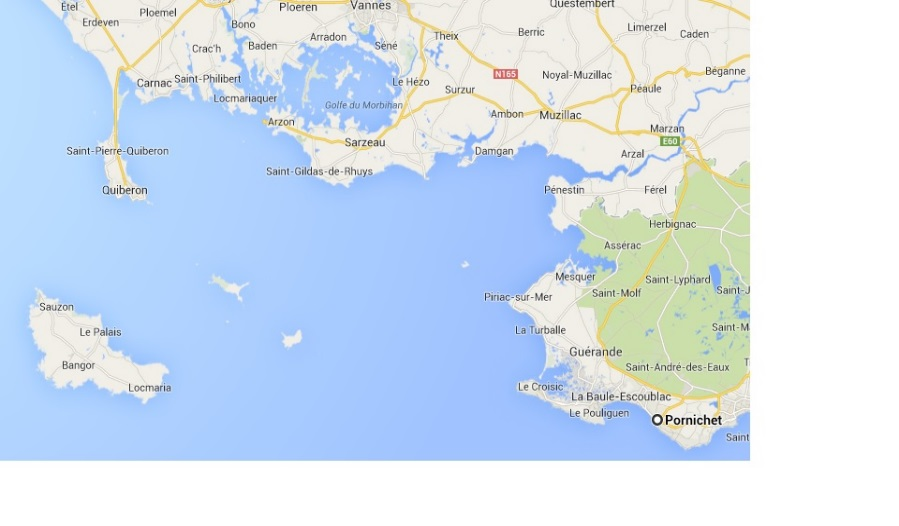 Étel
Ploemel
Ploeren
Vannes
Questembert
Erdeven
Bono
Arradon
Séné
Theix
Berric
Limerzel
Caden
Crac'h
Baden
Carnac
Saint-Philibert
Le Hézo
N165
Noyal-Muzillac
Béganne
Surzur
Péaule
Locmariaquer
Golfe du Morbihan
Arzon
Ambon
Muzillac
Marzan
E60
Sarzeau
Saint-Pierre-Quiberon
Damgan
Arzal
Saint-Gildas-de-Rhuys
Quiberon
Pénestin
Férel
Herbignac
Assérac
Mesquer
Saint-Lyphard
Saint-J
Saint-Molf
Piriac-sur-Mer
Sauzon
Le Palais
La Turballe
Saint-M
Guérande
Bangor
Saint-André-des-Eaux
T
Locmaria
Le Croisic
La Baule-Escoublac
Le Pouliguen
Pornichet
Saint